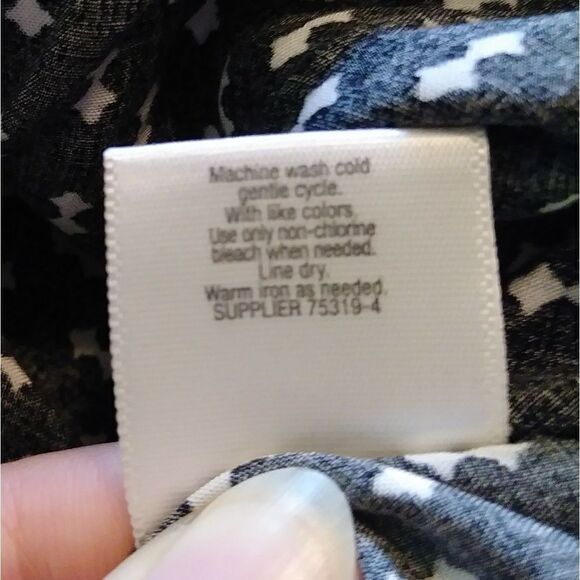 Machine wash cold
gentle cycle.
With like colors.
Use only non-chlorine
bleach when needed.
Line dry.
Warm iron as needed.
SUPPLIER 75319-4